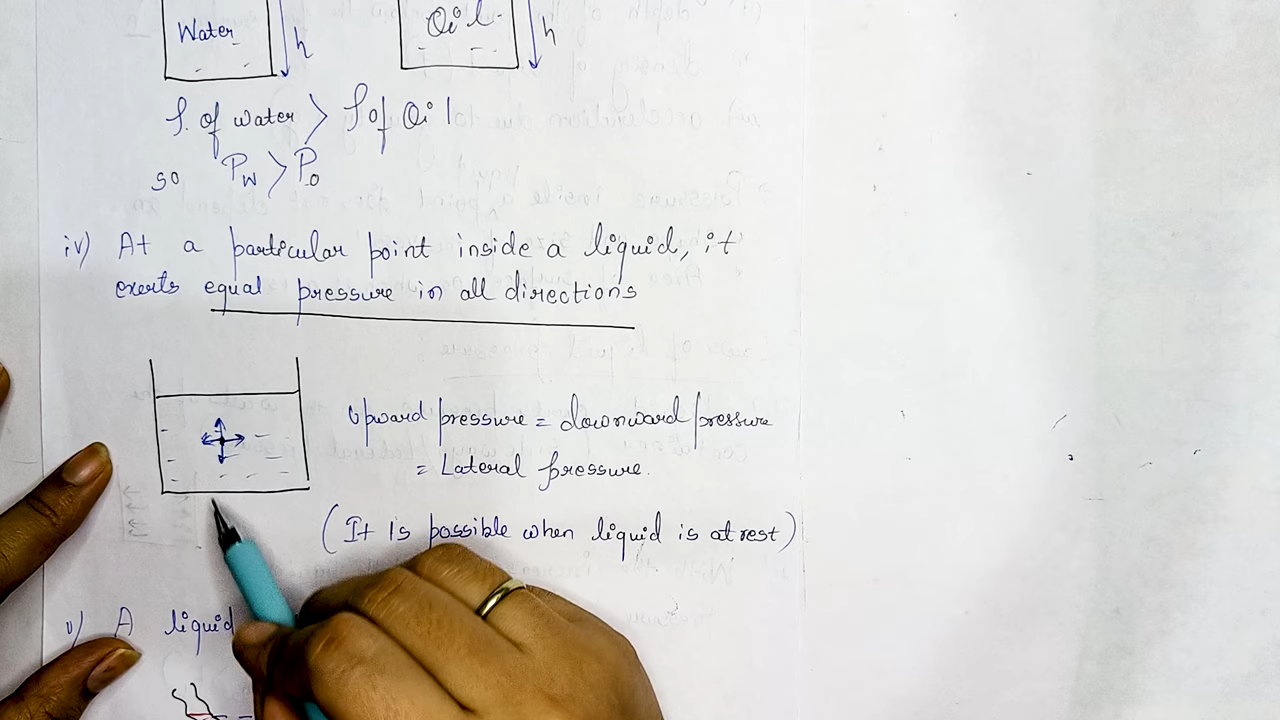 Water
h
Oil.
h
ρ. of water > ρ of Oil
so PW > PO
iv) At a particular point inside a liquid, it
exerts equal pressure in all directions
Upward pressure = downward pressure
= Lateral pressure.
(It is possible when liquid is at rest)
v) A liquid